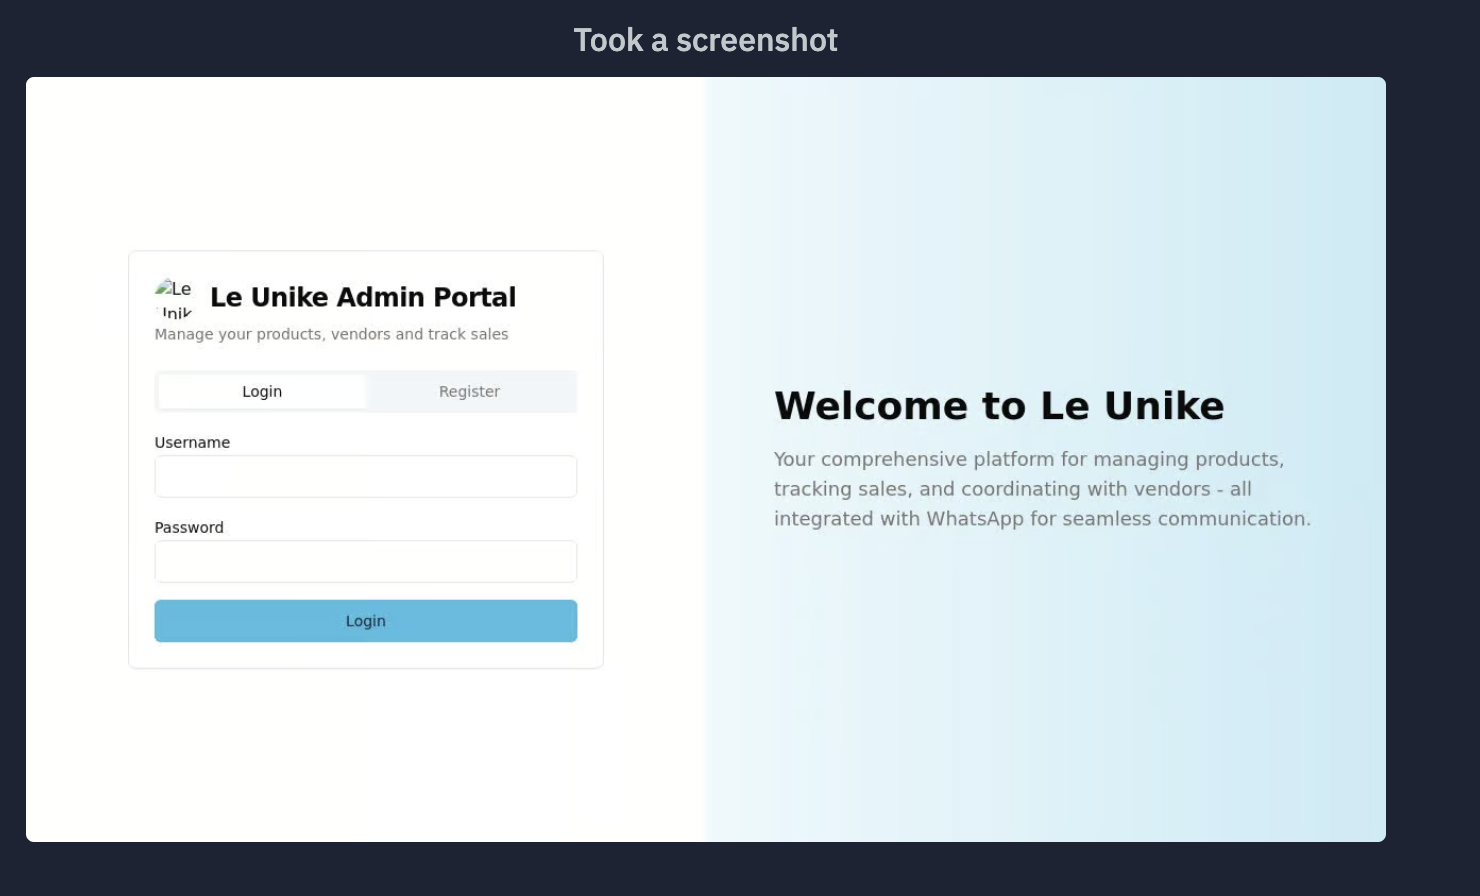 Took a screenshot
Le
Unik
Le Unike Admin Portal
Manage your products, vendors and track sales
Login
Register
Username
Password
Login
Welcome to Le Unike
Your comprehensive platform for managing products,
tracking sales, and coordinating with vendors - all
integrated with WhatsApp for seamless communication.